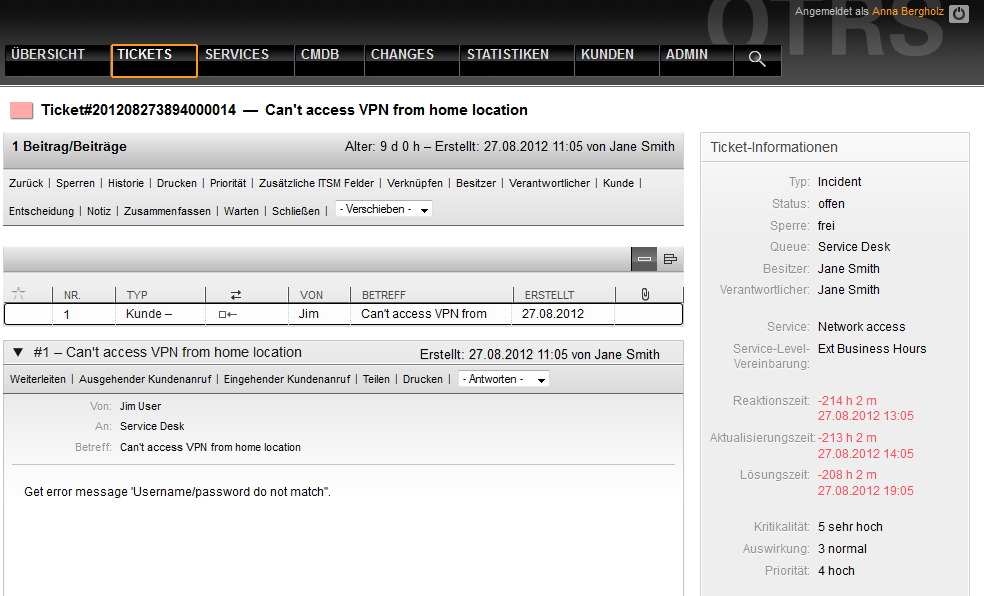 OTRS
Angemeldet als Anna Bergholz
ÜBERSICHT TICKETS SERVICES CMDB CHANGES STATISTIKEN KUNDEN ADMIN
Ticket#201208273894000014 — Can't access VPN from home location
1 Beitrag/Beiträge Alter: 9 d 0 h – Erstellt: 27.08.2012 11:05 von Jane Smith
Zurück | Sperren | Historie | Drucken | Priorität | Zusätzliche ITSM Felder | Verknüpfen | Besitzer | Verantwortlicher | Kunde |
Entscheidung | Notiz | Zusammenfassen | Warten | Schließen | - Verschieben -
NR. TYP VON BETREFF ERSTELLT
1 Kunde – Jim Can't access VPN from 27.08.2012
#1 – Can't access VPN from home location Erstellt: 27.08.2012 11:05 von Jane Smith
Weiterleiten | Ausgehender Kundenanruf | Eingehender Kundenanruf | Teilen | Drucken | - Antworten -
Von: Jim User
An: Service Desk
Betreff: Can't access VPN from home location
Get error message 'Username/password do not match".
Ticket-Informationen
Typ: Incident
Status: offen
Sperre: frei
Queue: Service Desk
Besitzer: Jane Smith
Verantwortlicher: Jane Smith
Service: Network access
Service-Level- Ext Business Hours
Vereinbarung:
Reaktionszeit: -214 h 2 m
27.08.2012 13:05
Aktualisierungszeit: -213 h 2 m
27.08.2012 14:05
Lösungszeit: -208 h 2 m
27.08.2012 19:05
Kritikalität: 5 sehr hoch
Auswirkung: 3 normal
Priorität: 4 hoch